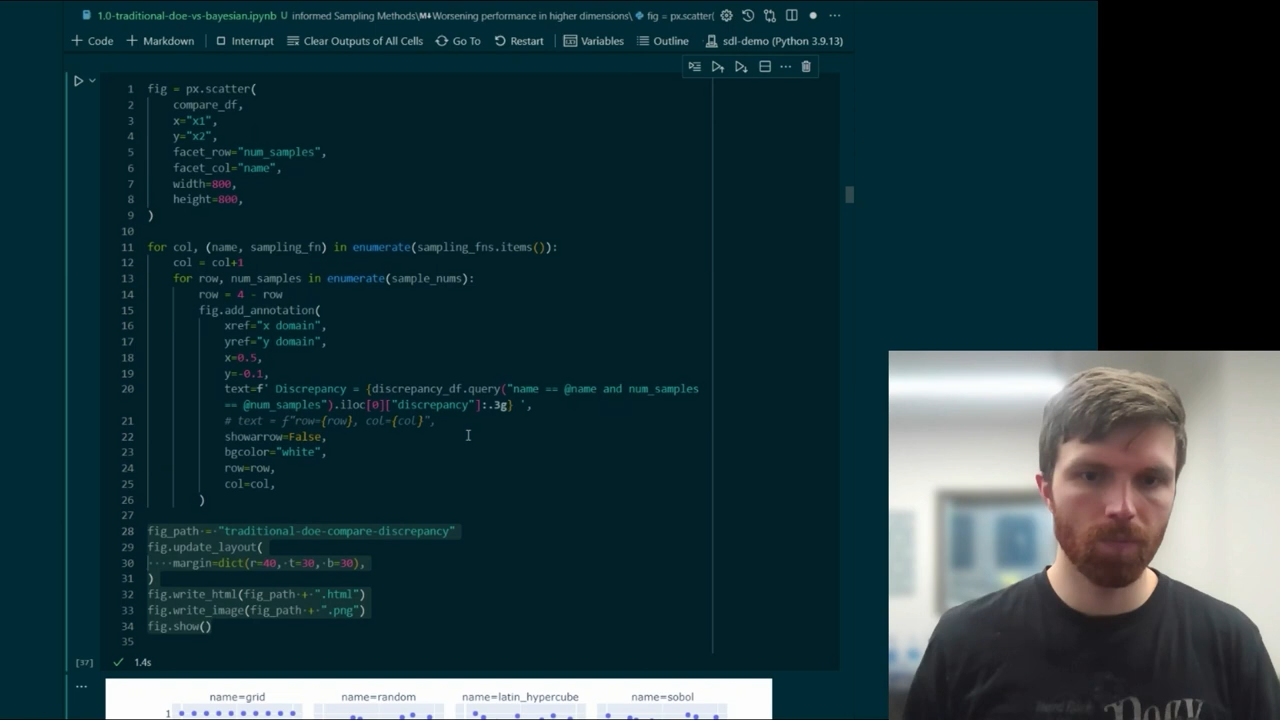 1.0-traditional-doe-vs-bayesian.ipynb U informed Sampling Methods\M↓Worsening performance in higher dimensions\ fig = px.scatter(
+ Code + Markdown Interrupt Clear Outputs of All Cells Go To Restart Variables Outline sdl-demo (Python 3.9.13)
1 fig = px.scatter(
2 compare_df,
3 x="x1",
4 y="x2",
5 facet_row="num_samples",
6 facet_col="name",
7 width=800,
8 height=800,
9 )
10
11 for col, (name, sampling_fn) in enumerate(sampling_fns.items()):
12 col = col+1
13 for row, num_samples in enumerate(sample_nums):
14 row = 4 - row
15 fig.add_annotation(
16 xref="x domain",
17 yref="y domain",
18 x=0.5,
19 y=-0.1,
20 text=f' Discrepancy = {discrepancy_df.query("name == @name and num_samples
== @num_samples").iloc[0]["discrepancy"]:.3g} ',
21 # text = f"row={row}, col={col}",
22 showarrow=False,
23 bgcolor="white",
24 row=row,
25 col=col,
26 )
27
28 fig_path = "traditional-doe-compare-discrepancy"
29 fig.update_layout(
30 margin=dict(r=40, t=30, b=30),
31 )
32 fig.write_html(fig_path + ".html")
33 fig.write_image(fig_path + ".png")
34 fig.show()
35
[37] 1.4s
name=grid name=random name=latin_hypercube name=sobol
1